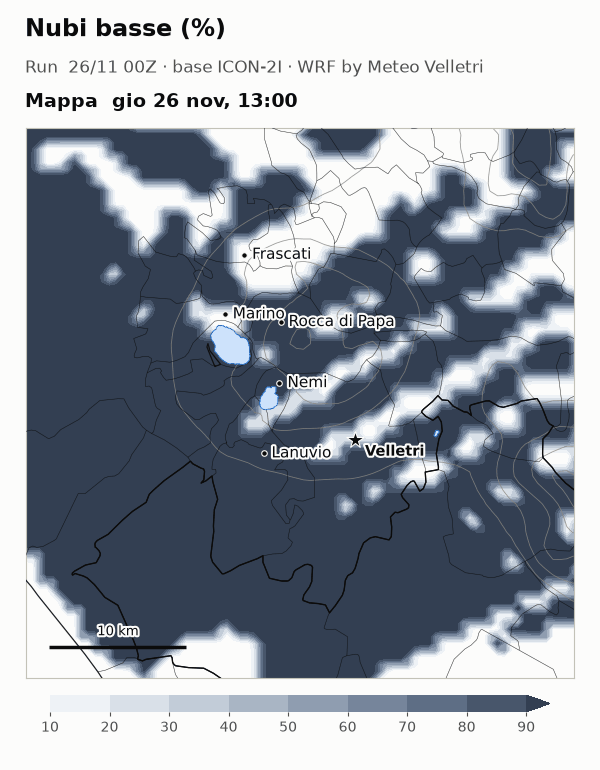 Nubi basse (%)
Run 26/11 00Z · base ICON-2I · WRF by Meteo Velletri
Mappa gio 26 nov, 13:00
Frascati
Marino
Rocca di Papa
Nemi
Velletri
Lanuvio
10 km
10 20 30 40 50 60 70 80 90